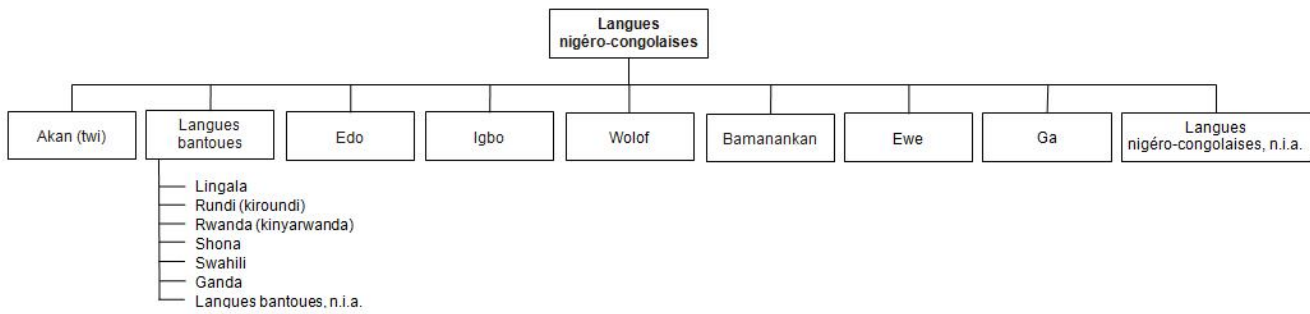 Langues
nigéro-congolaises
Akan (twi)
Langues
bantoues
Edo
Igbo
Wolof
Bamanankan
Ewe
Ga
Langues
nigéro-congolaises, n.i.a.
Lingala
Rundi (kiroundi)
Rwanda (kinyarwanda)
Shona
Swahili
Ganda
Langues bantoues, n.i.a.